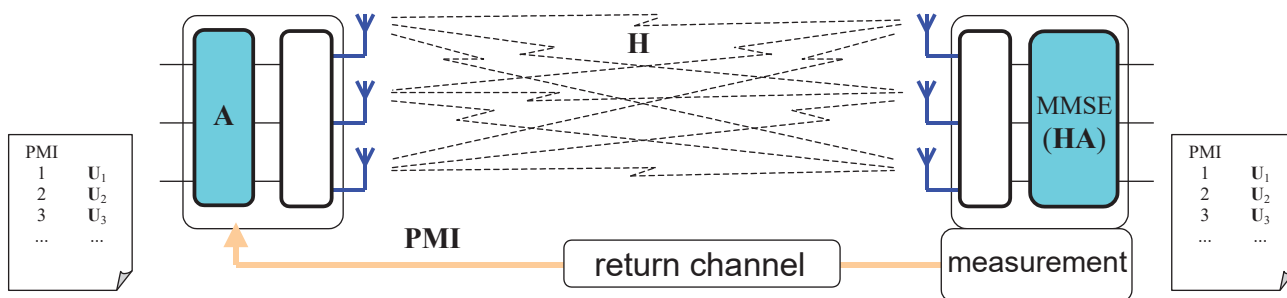 H
A
MMSE
(HA)
PMI
1 U1
2 U2
3 U3
... ...
PMI
1 U1
2 U2
3 U3
... ...
PMI
return channel
measurement